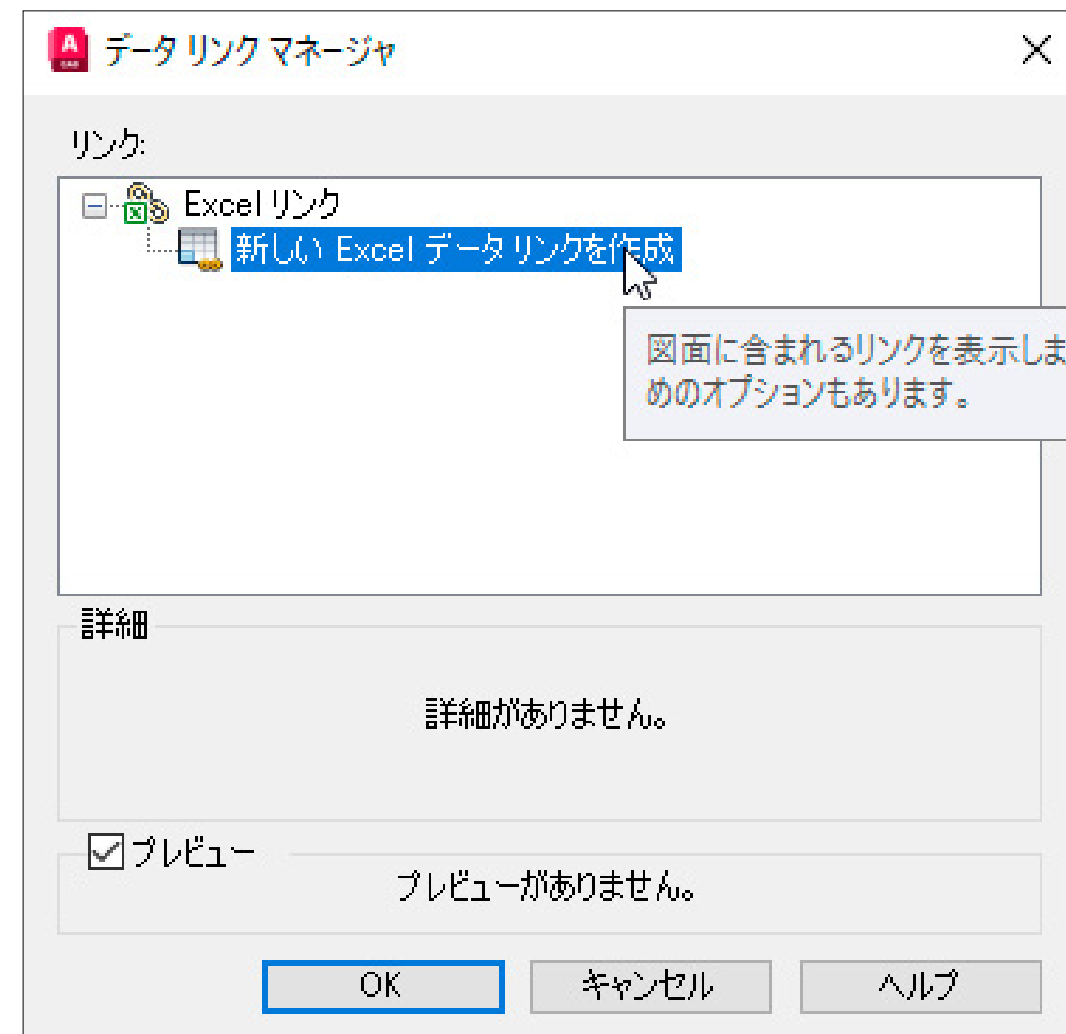 A
CAD
データ リンク マネージャ
リンク:
Excel リンク
新しい Excel データ リンクを作成
図面に含まれるリンクを表示しま
めのオプションもあります。
詳細
詳細がありません。
プレビュー
プレビューがありません。
OK
キャンセル
ヘルプ